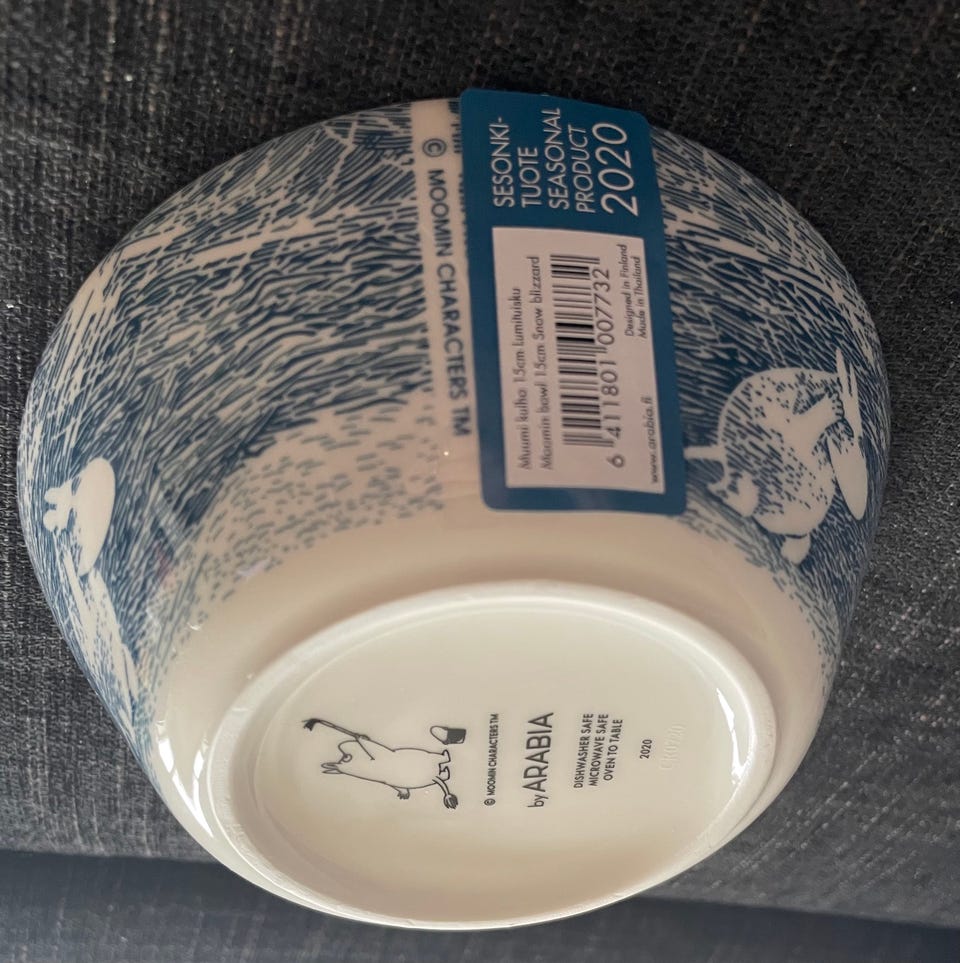 © MOOMIN CHARACTERS TM
SESONKI-
TUOTE
SEASONAL
PRODUCT
2020
Muumi kulho 15cm Lumituisku
Moomin bowl 15cm Snow blizzard
6 411801 007732
Designed in Finland
Made in Thailand
www.arabia.fi
© MOOMIN CHARACTERS TM
by ARABIA
DISHWASHER SAFE
MICROWAVE SAFE
OVEN TO TABLE
2020